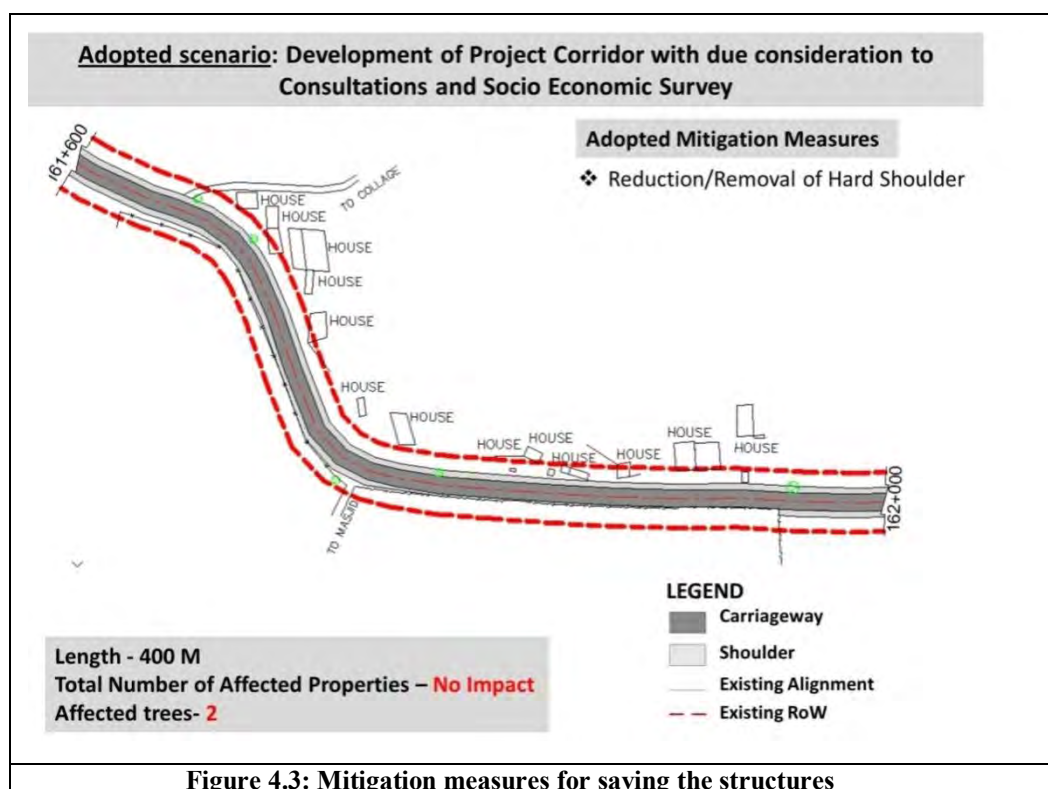 Adopted scenario: Development of Project Corridor with due consideration to
Consultations and Socio Economic Survey
Adopted Mitigation Measures
❖ Reduction/Removal of Hard Shoulder
161+600
TO COLLAGE
HOUSE
HOUSE
HOUSE
HOUSE
HOUSE
HOUSE
HOUSE
HOUSE
HOUSE
HOUSE
HOUSE
HOUSE
HOUSE
162+000
TO MASJID
LEGEND
Carriageway
Shoulder
Existing Alignment
Existing RoW
Length - 400 M
Total Number of Affected Properties – No Impact
Affected trees- 2
Figure 4.3: Mitigation measures for saving the structures